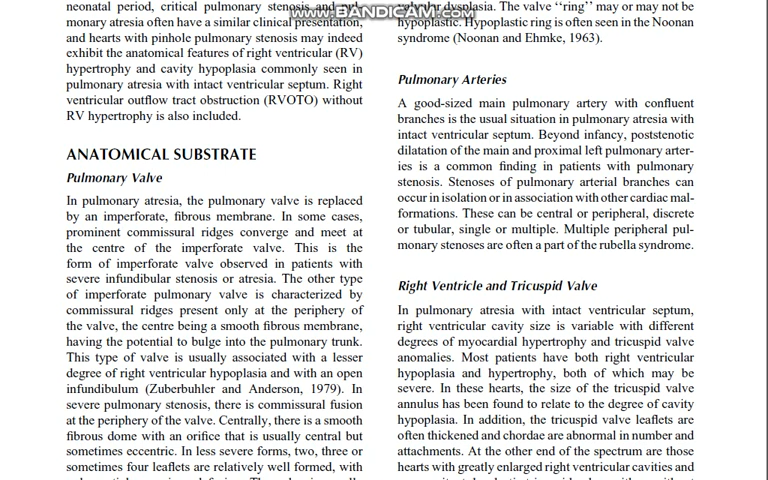 neonatal period, critical pulmonary stenosis and pul-
monary atresia often have a similar clinical presentation,
and hearts with pinhole pulmonary stenosis may indeed
exhibit the anatomical features of right ventricular (RV)
hypertrophy and cavity hypoplasia commonly seen in
pulmonary atresia with intact ventricular septum. Right
ventricular outflow tract obstruction (RVOTO) without
RV hypertrophy is also included.
ANATOMICAL SUBSTRATE
Pulmonary Valve
In pulmonary atresia, the pulmonary valve is replaced
by an imperforate, fibrous membrane. In some cases,
prominent commissural ridges converge and meet at
the centre of the imperforate valve. This is the
form of imperforate valve observed in patients with
severe infundibular stenosis or atresia. The other type
of imperforate pulmonary valve is characterized by
commissural ridges present only at the periphery of
the valve, the centre being a smooth fibrous membrane,
having the potential to bulge into the pulmonary trunk.
This type of valve is usually associated with a lesser
degree of right ventricular hypoplasia and with an open
infundibulum (Zuberbuhler and Anderson, 1979). In
severe pulmonary stenosis, there is commissural fusion
at the periphery of the valve. Centrally, there is a smooth
fibrous dome with an orifice that is usually central but
sometimes eccentric. In less severe forms, two, three or
sometimes four leaflets are relatively well formed, with
valvular dysplasia. The valve ‘‘ring’’ may or may not be
hypoplastic. Hypoplastic ring is often seen in the Noonan
syndrome (Noonan and Ehmke, 1963).
Pulmonary Arteries
A good-sized main pulmonary artery with confluent
branches is the usual situation in pulmonary atresia with
intact ventricular septum. Beyond infancy, poststenotic
dilatation of the main and proximal left pulmonary arter-
ies is a common finding in patients with pulmonary
stenosis. Stenoses of pulmonary arterial branches can
occur in isolation or in association with other cardiac mal-
formations. These can be central or peripheral, discrete
or tubular, single or multiple. Multiple peripheral pul-
monary stenoses are often a part of the rubella syndrome.
Right Ventricle and Tricuspid Valve
In pulmonary atresia with intact ventricular septum,
right ventricular cavity size is variable with different
degrees of myocardial hypertrophy and tricuspid valve
anomalies. Most patients have both right ventricular
hypoplasia and hypertrophy, both of which may be
severe. In these hearts, the size of the tricuspid valve
annulus has been found to relate to the degree of cavity
hypoplasia. In addition, the tricuspid valve leaflets are
often thickened and chordae are abnormal in number and
attachments. At the other end of the spectrum are those
hearts with greatly enlarged right ventricular cavities and
WWW.BANDICAM.COM